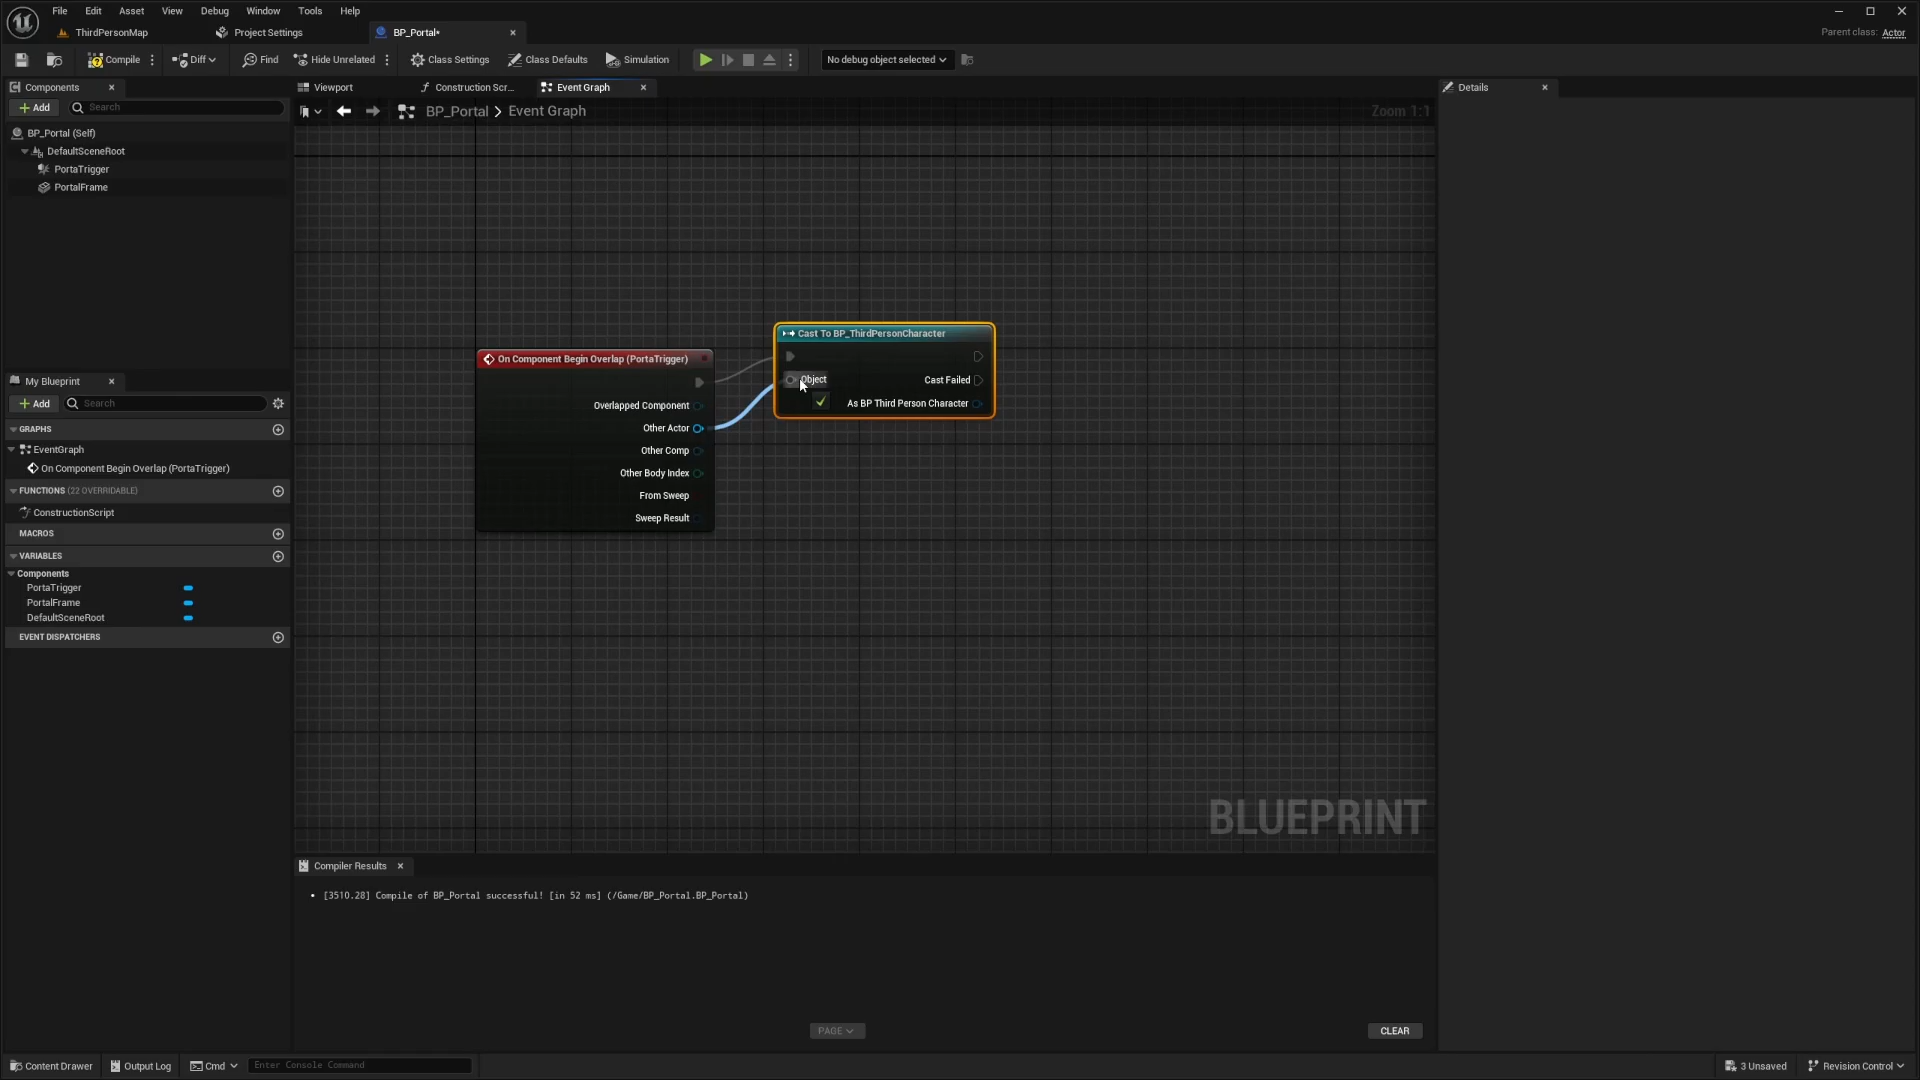 File Edit Asset View Debug Window Tools Help
ThirdPersonMap Project Settings BP_Portal*
Parent class: Actor
Compile Diff Find Hide Unrelated Class Settings Class Defaults Simulation No debug object selected
Components Viewport Construction Scr... Event Graph Details
Add Search
BP_Portal > Event Graph Zoom 1:1
BP_Portal (Self)
DefaultSceneRoot
PortaTrigger
PortalFrame
Cast To BP_ThirdPersonCharacter
Object Cast Failed
As BP Third Person Character
On Component Begin Overlap (PortaTrigger)
Overlapped Component
Other Actor
Other Comp
Other Body Index
From Sweep
Sweep Result
My Blueprint
Add Search
GRAPHS
EventGraph
On Component Begin Overlap (PortaTrigger)
FUNCTIONS (22 OVERRIDABLE)
ConstructionScript
MACROS
VARIABLES
Components
PortaTrigger
PortalFrame
DefaultSceneRoot
EVENT DISPATCHERS
BLUEPRINT
Compiler Results
• [3510.28] Compile of BP_Portal successful! [in 52 ms] (/Game/BP_Portal.BP_Portal)
PAGE CLEAR
Content Drawer Output Log Cmd Enter Console Command 3 Unsaved Revision Control